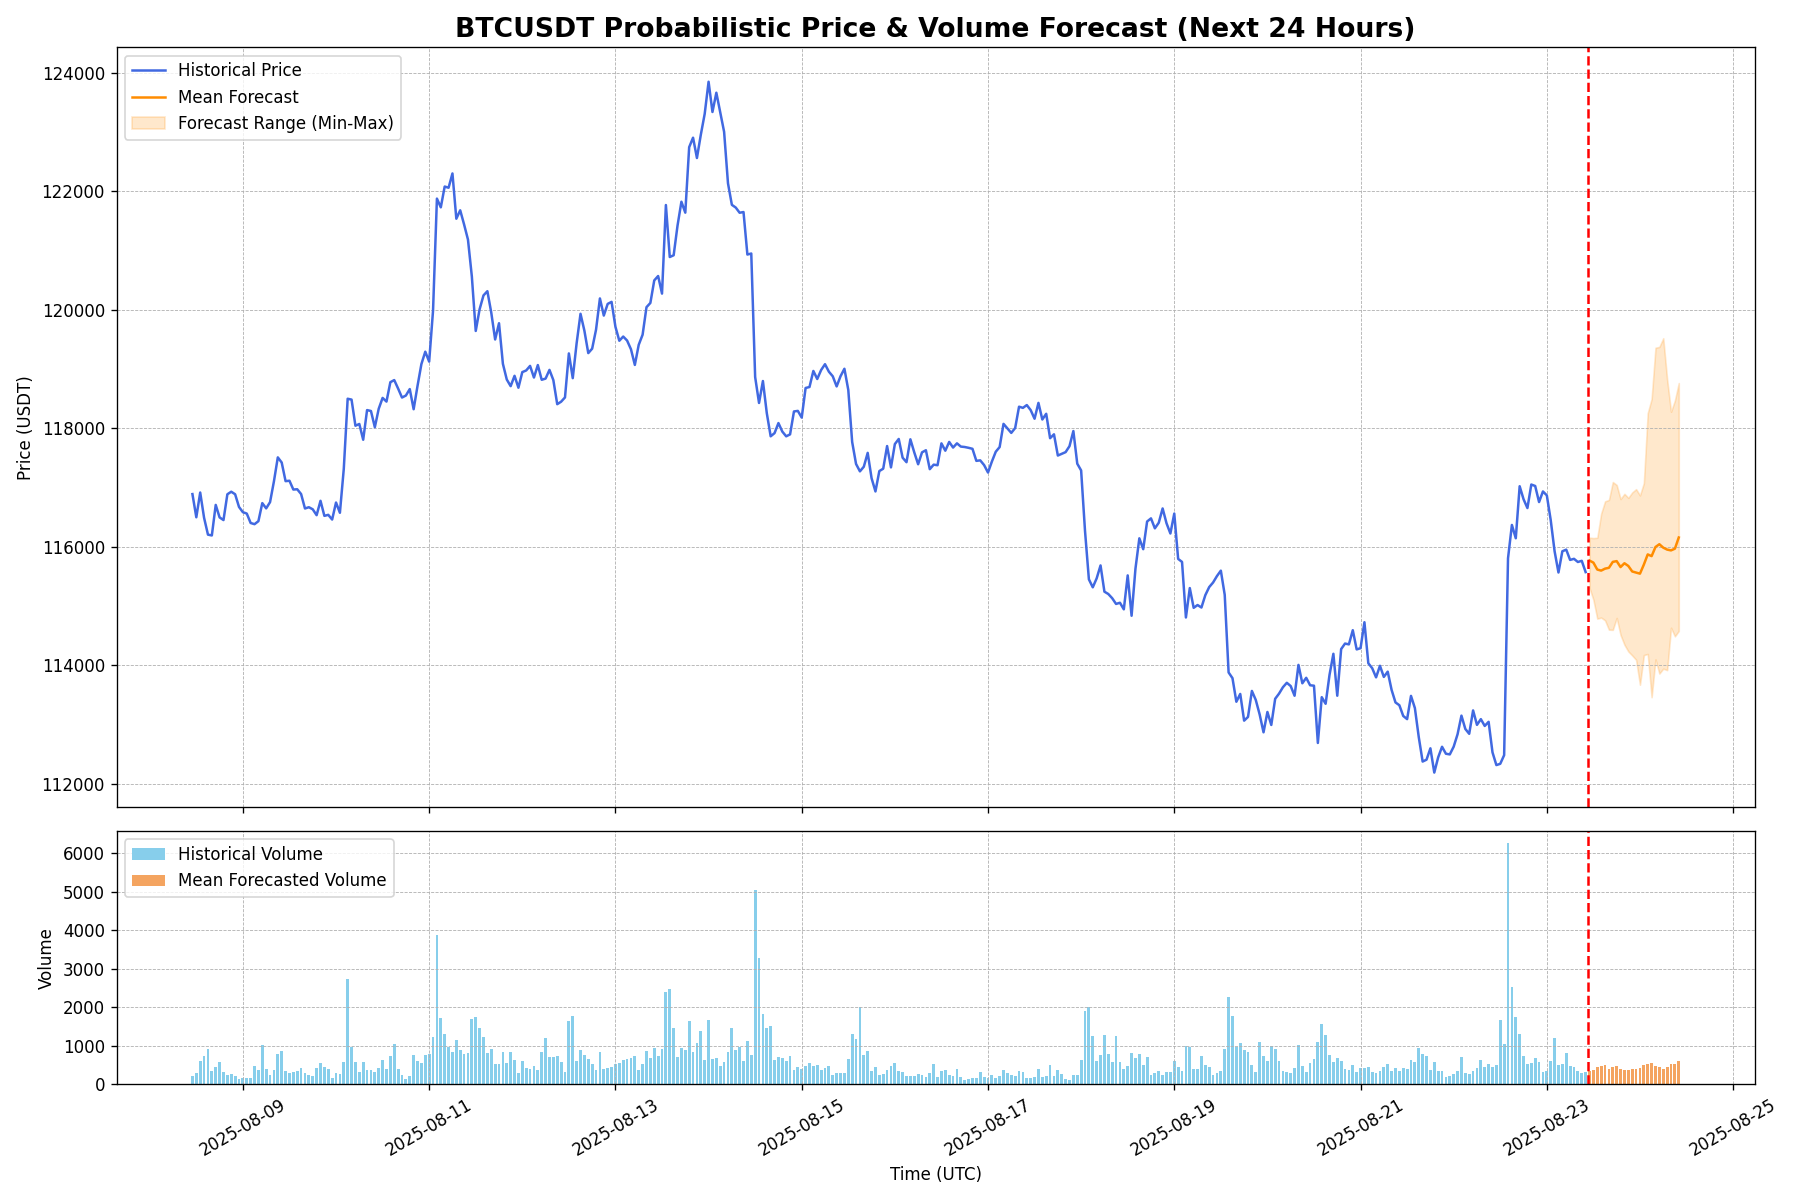 BTCUSDT Probabilistic Price & Volume Forecast (Next 24 Hours)
Historical Price
Mean Forecast
Forecast Range (Min-Max)
124000
122000
120000
118000
116000
114000
112000
Price (USDT)
Historical Volume
Mean Forecasted Volume
6000
5000
4000
3000
2000
1000
0
Volume
2025-08-09
2025-08-11
2025-08-13
2025-08-15
2025-08-17
2025-08-19
2025-08-21
2025-08-23
2025-08-25
Time (UTC)